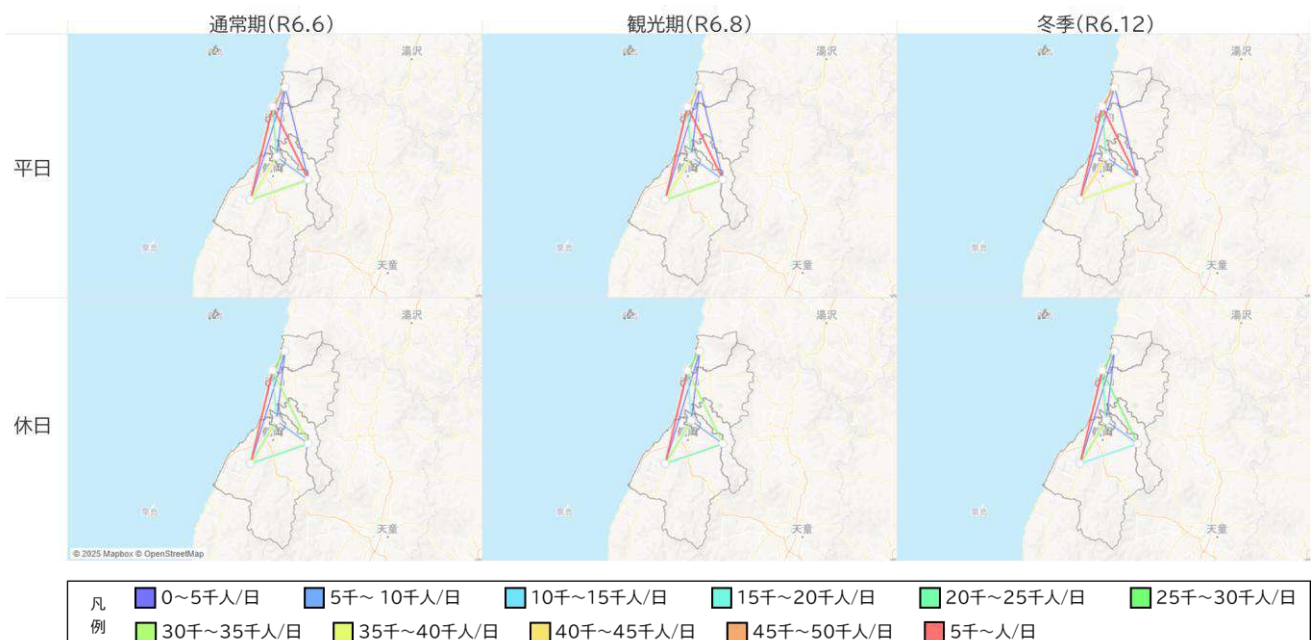 通常期(R6.6)
観光期(R6.8)
冬季(R6.12)
平日
湯沢
湯沢
湯沢
天童
天童
天童
休日
湯沢
湯沢
湯沢
天童
天童
天童
© 2025 Mapbox © OpenStreetMap
凡例
0~5千人/日
5千~ 10千人/日
10千~15千人/日
15千~20千人/日
20千~25千人/日
25千~30千人/日
30千~35千人/日
35千~40千人/日
40千~45千人/日
45千~50千人/日
5千~人/日